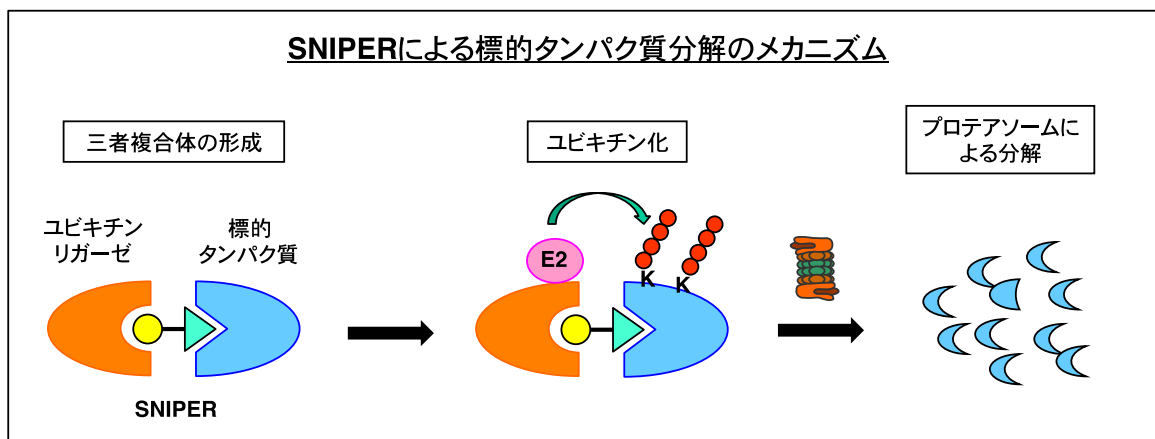 SNIPERによる標的タンパク質分解のメカニズム
三者複合体の形成
ユビキチン
リガーゼ
標的
タンパク質
SNIPER
ユビキチン化
E2
K
K
プロテアソームに
よる分解